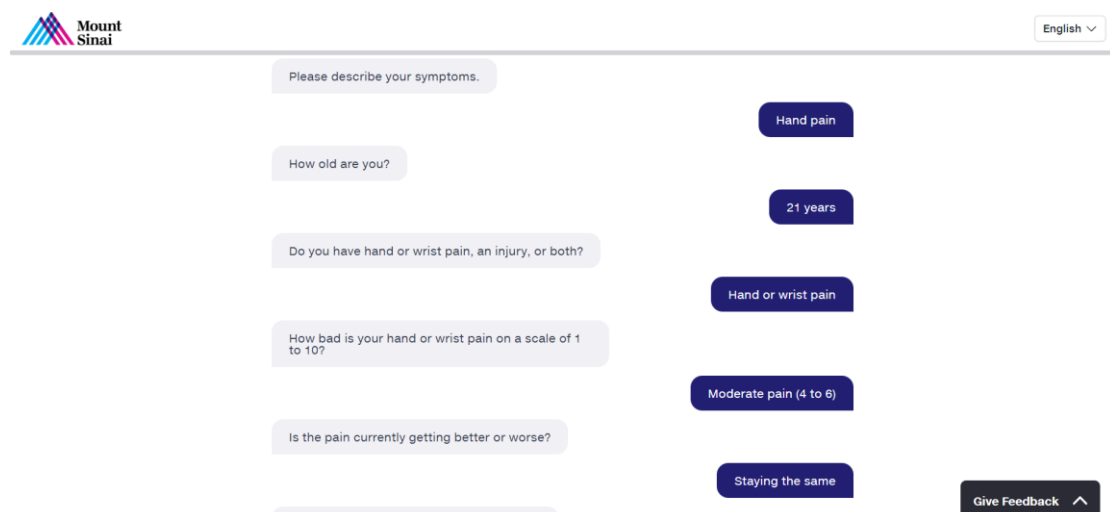 Mount
Sinai
English
Please describe your symptoms.
Hand pain
How old are you?
21 years
Do you have hand or wrist pain, an injury, or both?
Hand or wrist pain
How bad is your hand or wrist pain on a scale of 1
to 10?
Moderate pain (4 to 6)
Is the pain currently getting better or worse?
Staying the same
Give Feedback